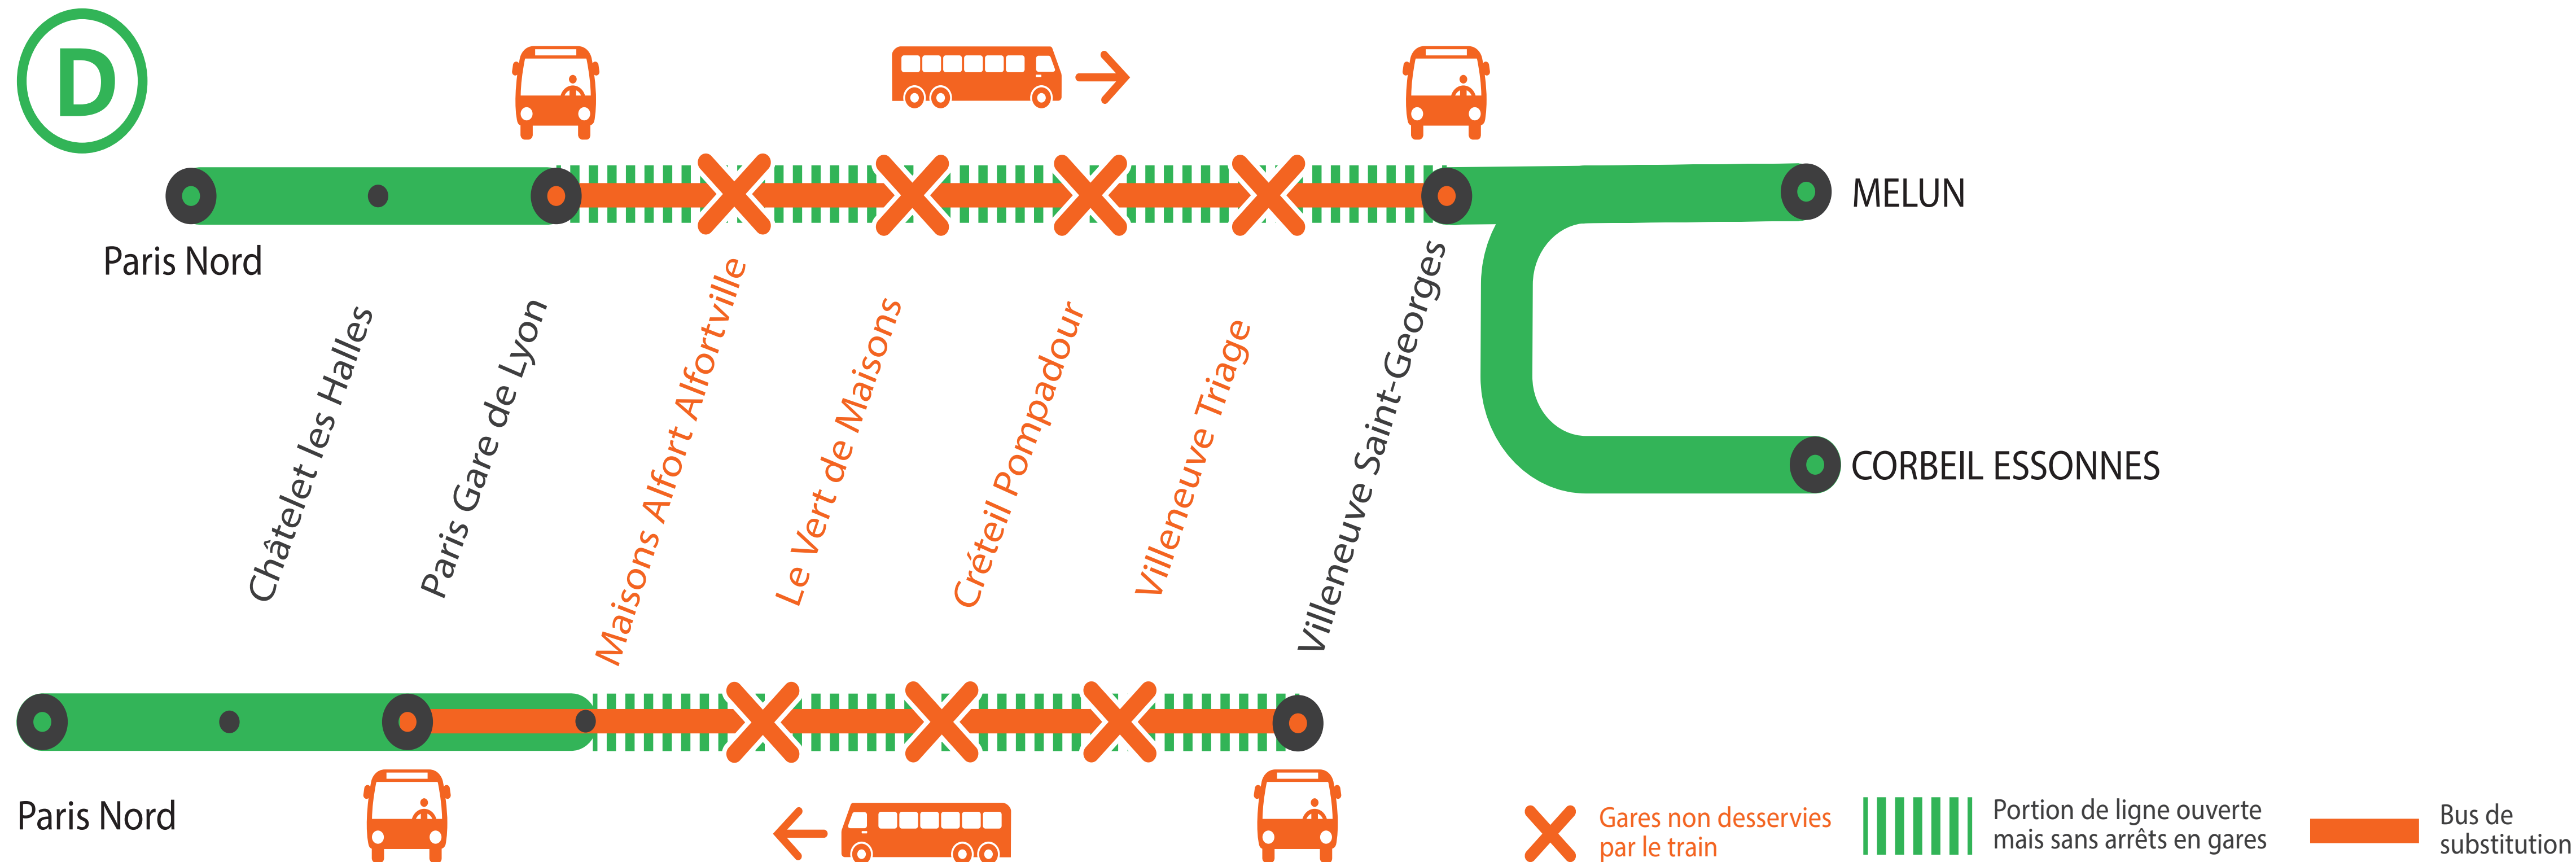 D
MELUN
Paris Nord
Châtelet les Halles
Paris Gare de Lyon
Maisons Alfort Alfortville
Le Vert de Maisons
Créteil Pompadour
Villeneuve Triage
Villeneuve Saint-Georges
CORBEIL ESSONNES
Paris Nord
Gares non desservies
par le train
Portion de ligne ouverte
mais sans arrêts en gares
Bus de
substitution